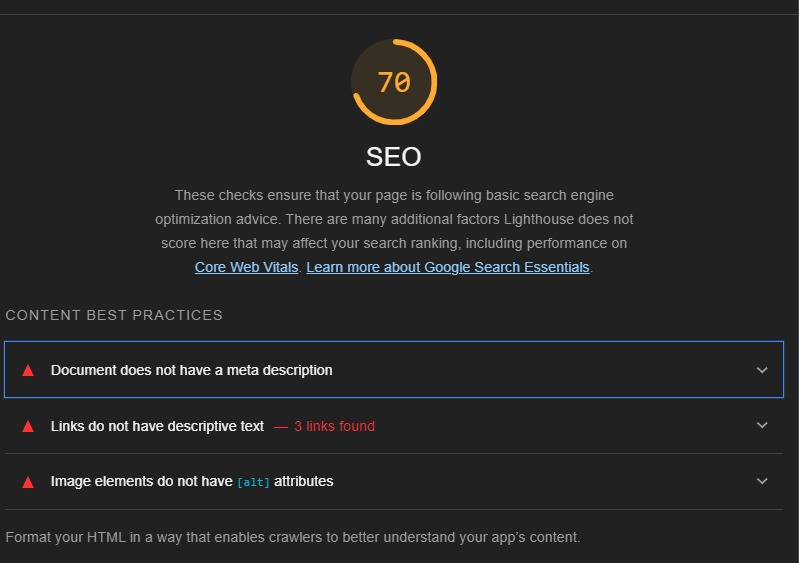 70
SEO
These checks ensure that your page is following basic search engine
optimization advice. There are many additional factors Lighthouse does not
score here that may affect your search ranking, including performance on
Core Web Vitals. Learn more about Google Search Essentials.
CONTENT BEST PRACTICES
Document does not have a meta description
Links do not have descriptive text — 3 links found
Image elements do not have [alt] attributes
Format your HTML in a way that enables crawlers to better understand your app's content.